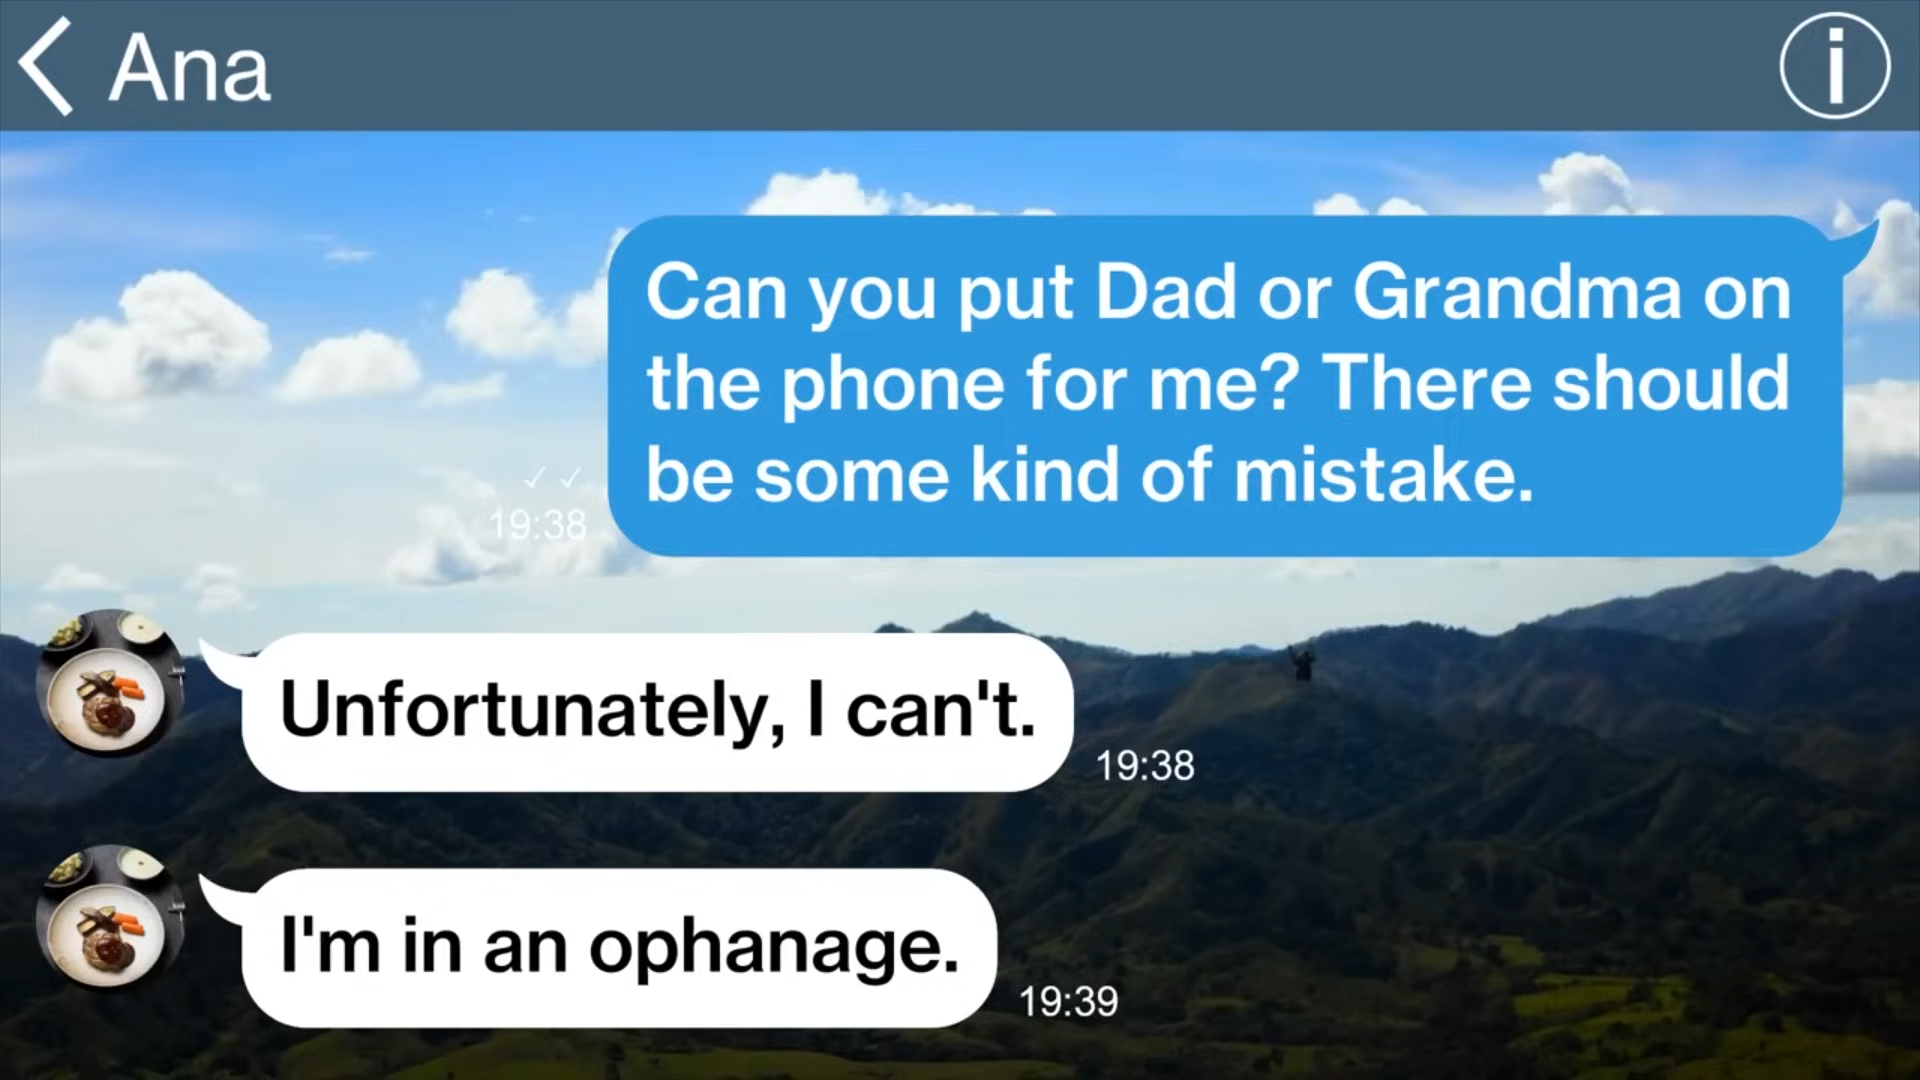 Ana
Can you put Dad or Grandma on
the phone for me? There should
be some kind of mistake.
19:38
Unfortunately, I can't.
19:38
I'm in an ophanage.
19:39